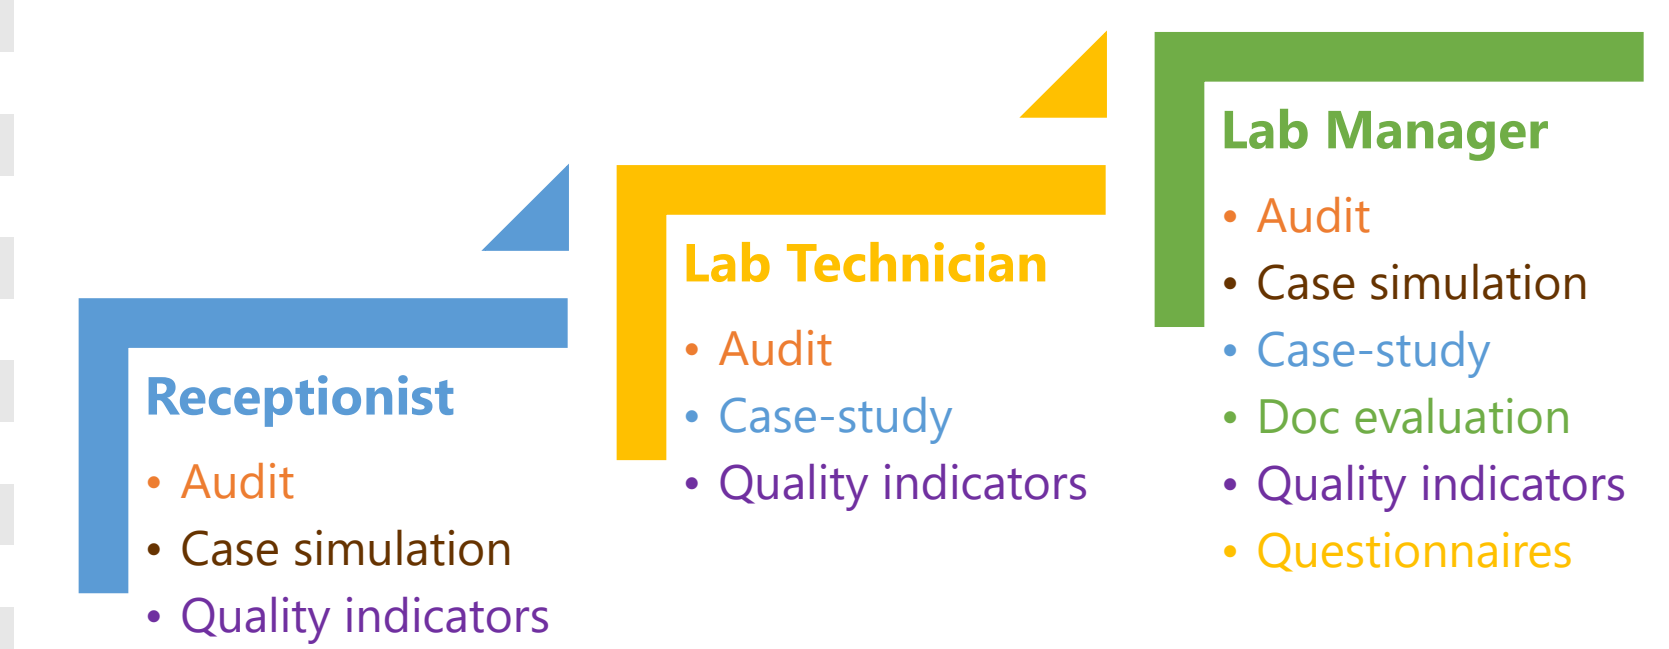 Receptionist
• Audit
• Case simulation
• Quality indicators
Lab Technician
• Audit
• Case-study
• Quality indicators
Lab Manager
• Audit
• Case simulation
• Case-study
• Doc evaluation
• Quality indicators
• Questionnaires